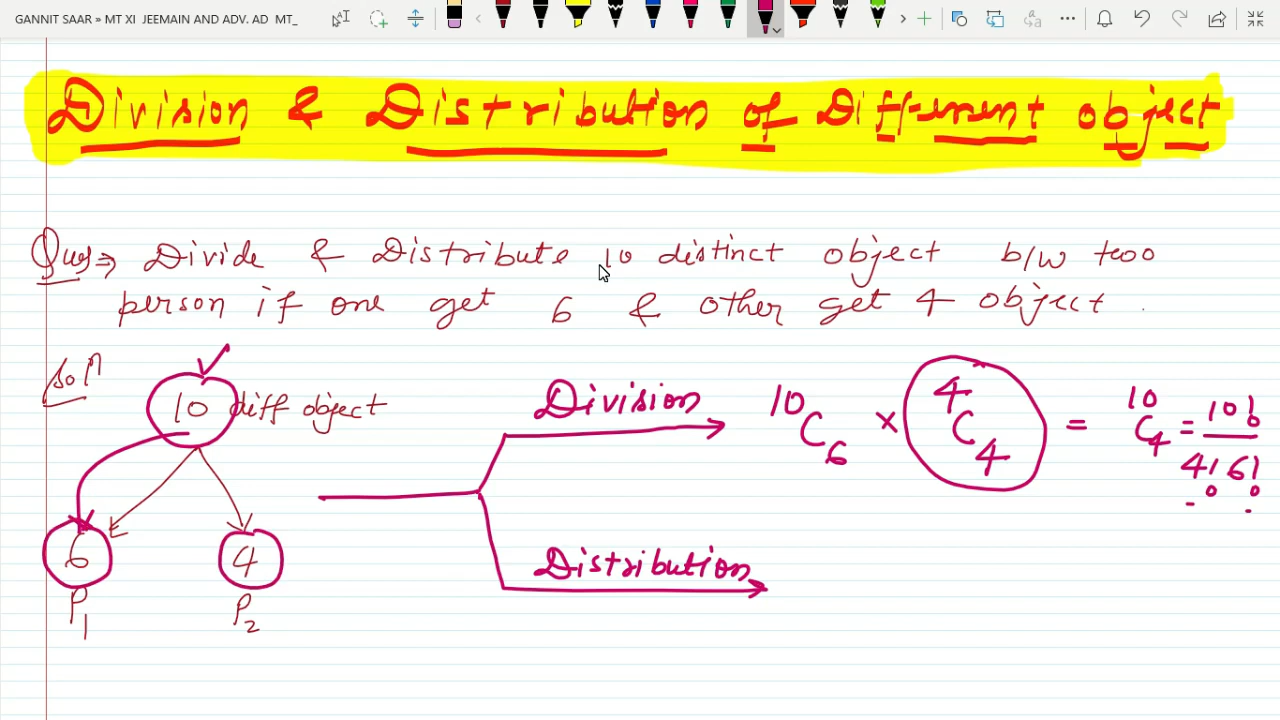 GANNIT SAAR » MT XI JEEMAIN AND ADV. AD MT_
Division & Distribution of Different object
Ques⇒ Divide & Distribute 10 distinct object b/w two
person if one get 6 & other get 4 object.
Solⁿ
10 diff object
6
P₁
4
P₂
Division
¹⁰C₆ × ⁴C₄ = ¹⁰C₄ = 10! / 4! 6!
Distribution